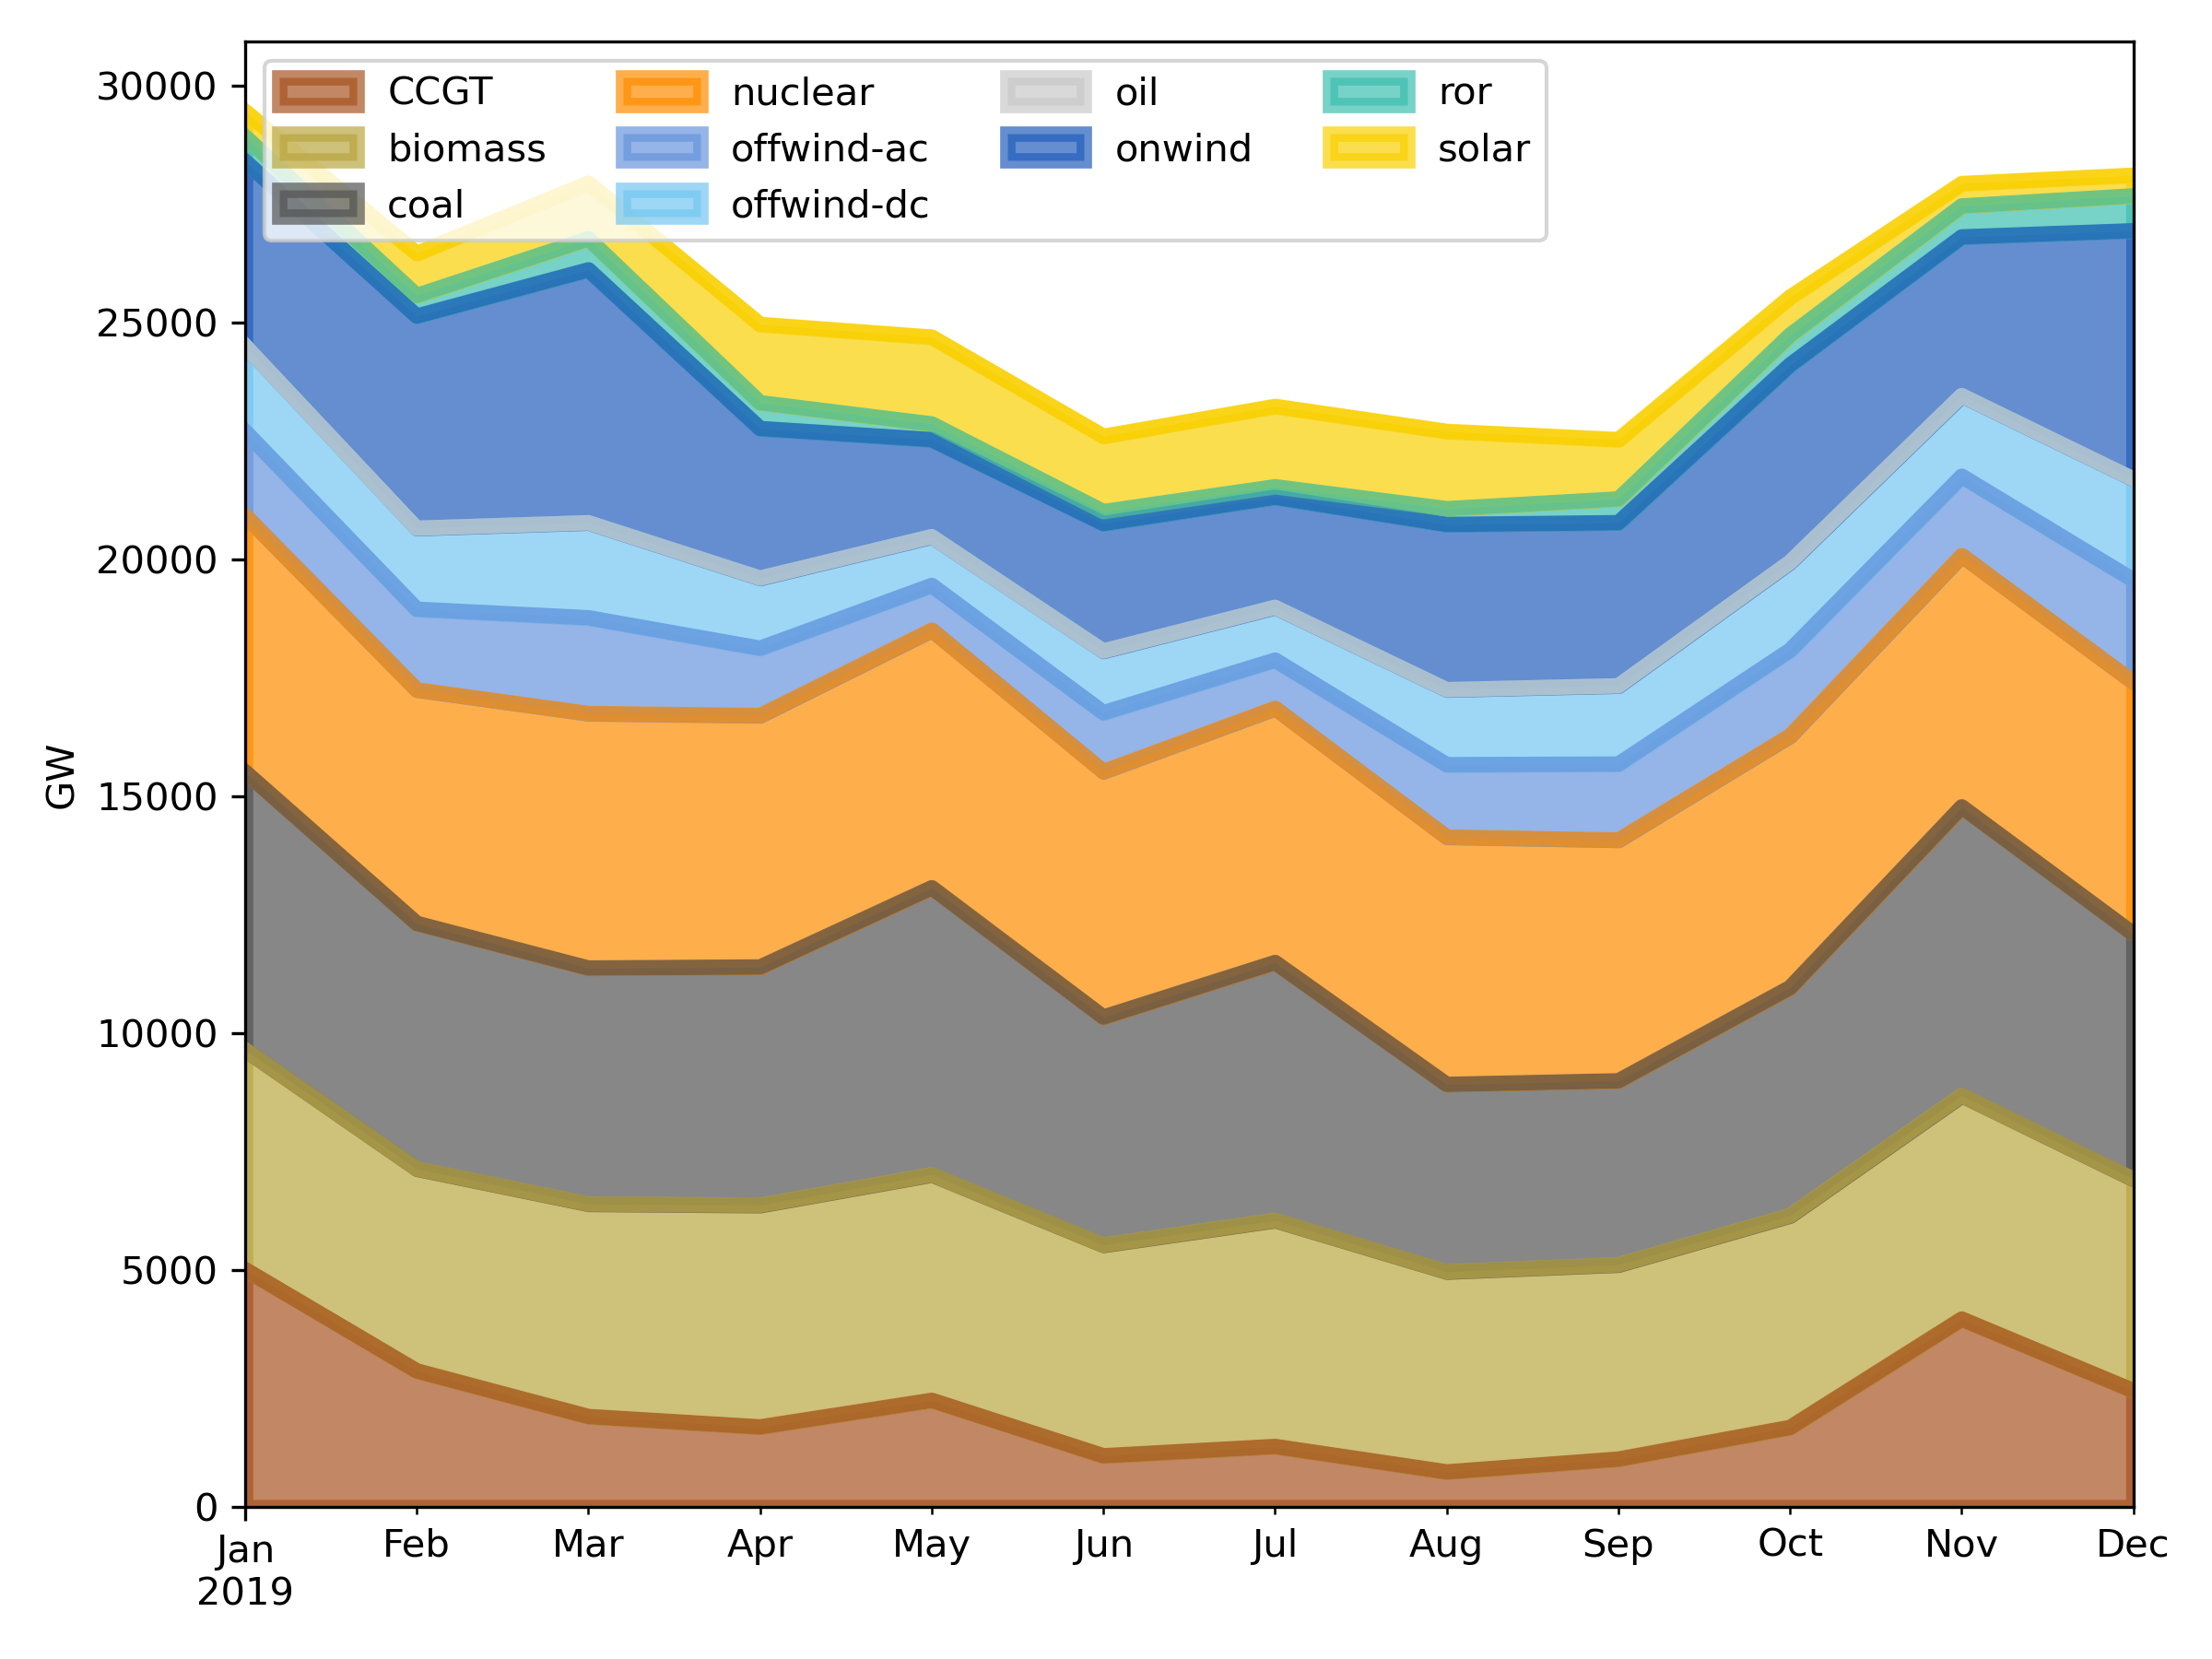 30000
25000
20000
15000
10000
5000
0
GW
CCGT
biomass
coal
nuclear
offwind-ac
offwind-dc
oil
onwind
ror
solar
Jan Feb Mar Apr May Jun Jul Aug Sep Oct Nov Dec
2019